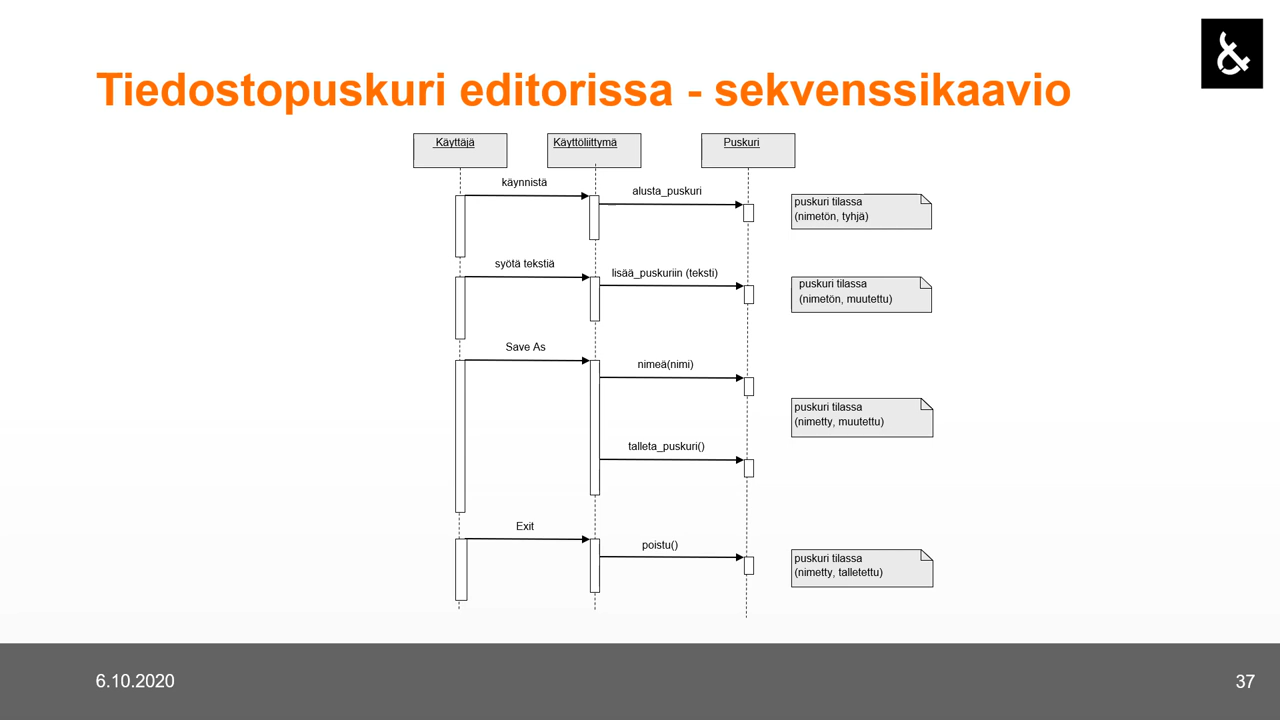 &
Tiedostopuskuri editorissa - sekvenssikaavio
Käyttäjä
Käyttöliittymä
Puskuri
käynnistä
alusta_puskuri
puskuri tilassa
(nimetön, tyhjä)
syötä tekstiä
lisää_puskuriin (teksti)
puskuri tilassa
(nimetön, muutettu)
Save As
nimeä(nimi)
puskuri tilassa
(nimetty, muutettu)
talleta_puskuri()
Exit
poistu()
puskuri tilassa
(nimetty, talletettu)
6.10.2020
37